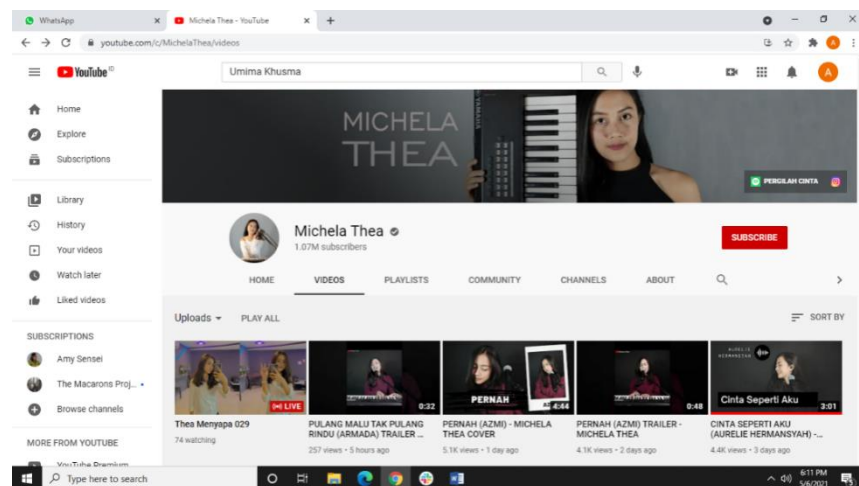 WhatsApp
Michela Thea - YouTube
youtube.com/c/MichelaThea/videos
YouTube ID
Umima Khusma
A
Home
Explore
Subscriptions
Library
History
Your videos
Watch later
Liked videos
SUBSCRIPTIONS
Amy Sensei
The Macarons Proj...
Browse channels
MORE FROM YOUTUBE
YouTube Premium
MICHELA
THEA
YAMAHA
PERGILAH CINTA
Michela Thea
1.07M subscribers
SUBSCRIBE
HOME VIDEOS PLAYLISTS COMMUNITY CHANNELS ABOUT
Uploads PLAY ALL SORT BY
LIVE
Thea Menyapa 029
74 watching
0:32
PULANG MALU TAK PULANG
RINDU (ARMADA) TRAILER ...
257 views • 5 hours ago
PERNAH
4:44
PERNAH (AZMI) - MICHELA
THEA COVER
5.1K views • 1 day ago
0:48
PERNAH (AZMI) TRAILER -
MICHELA THEA
4.1K views • 2 days ago
AURELIE
HERMANSYAH
Cinta Seperti Aku
3:01
CINTA SEPERTI AKU
(AURELIE HERMANSYAH) -...
4.4K views • 3 days ago
Type here to search
6:11 PM
5/6/2021